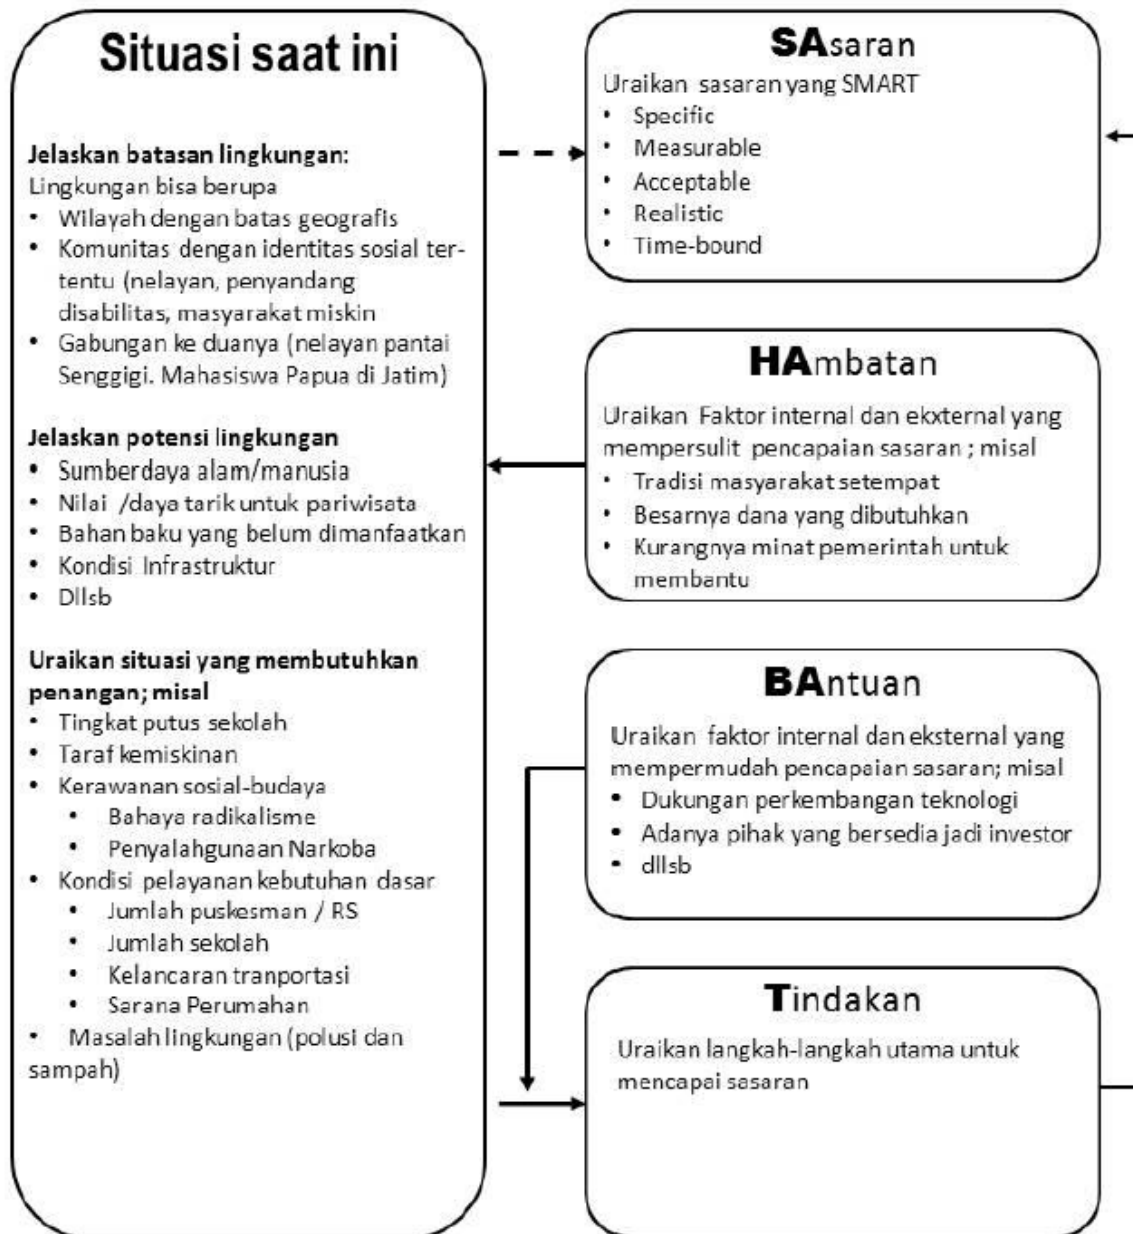 Situasi saat ini
Jelaskan batasan lingkungan:
Lingkungan bisa berupa
• Wilayah dengan batas geografis
• Komunitas dengan identitas sosial ter-
tentu (nelayan, penyandang
disabilitas, masyarakat miskin
• Gabungan ke duanya (nelayan pantai
Senggigi. Mahasiswa Papua di Jatim)
Jelaskan potensi lingkungan
• Sumberdaya alam/manusia
• Nilai /daya tarik untuk pariwisata
• Bahan baku yang belum dimanfaatkan
• Kondisi Infrastruktur
• Dllsb
Uraikan situasi yang membutuhkan
penangan; misal
• Tingkat putus sekolah
• Taraf kemiskinan
• Kerawanan sosial-budaya
• Bahaya radikalisme
• Penyalahgunaan Narkoba
• Kondisi pelayanan kebutuhan dasar
• Jumlah puskesman / RS
• Jumlah sekolah
• Kelancaran tranportasi
• Sarana Perumahan
• Masalah lingkungan (polusi dan
sampah)
SAsaran
Uraikan sasaran yang SMART
• Specific
• Measurable
• Acceptable
• Realistic
• Time-bound
HAmbatan
Uraikan Faktor internal dan ekxternal yang
mempersulit pencapaian sasaran ; misal
• Tradisi masyarakat setempat
• Besarnya dana yang dibutuhkan
• Kurangnya minat pemerintah untuk
membantu
BAntuan
Uraikan faktor internal dan eksternal yang
mempermudah pencapaian sasaran; misal
• Dukungan perkembangan teknologi
• Adanya pihak yang bersedia jadi investor
• dllsb
Tindakan
Uraikan langkah-langkah utama untuk
mencapai sasaran